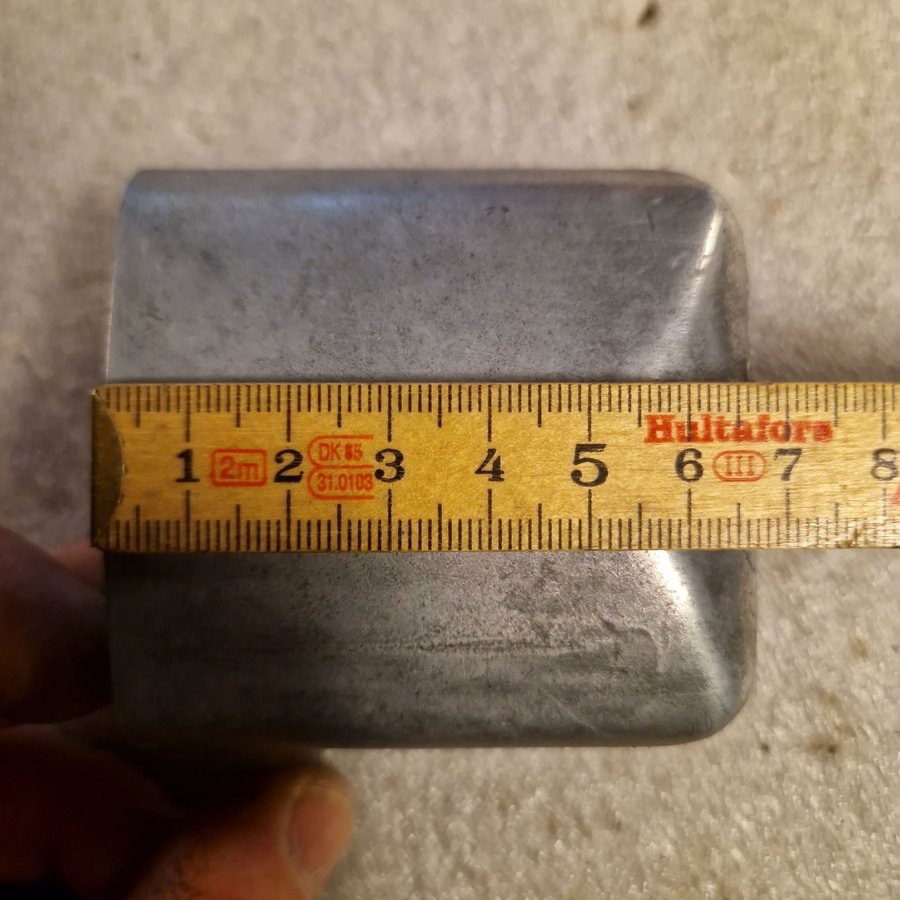 Hultafors
1 2m 2 DK 85 3 4 5 6 III 7 8
31.0103